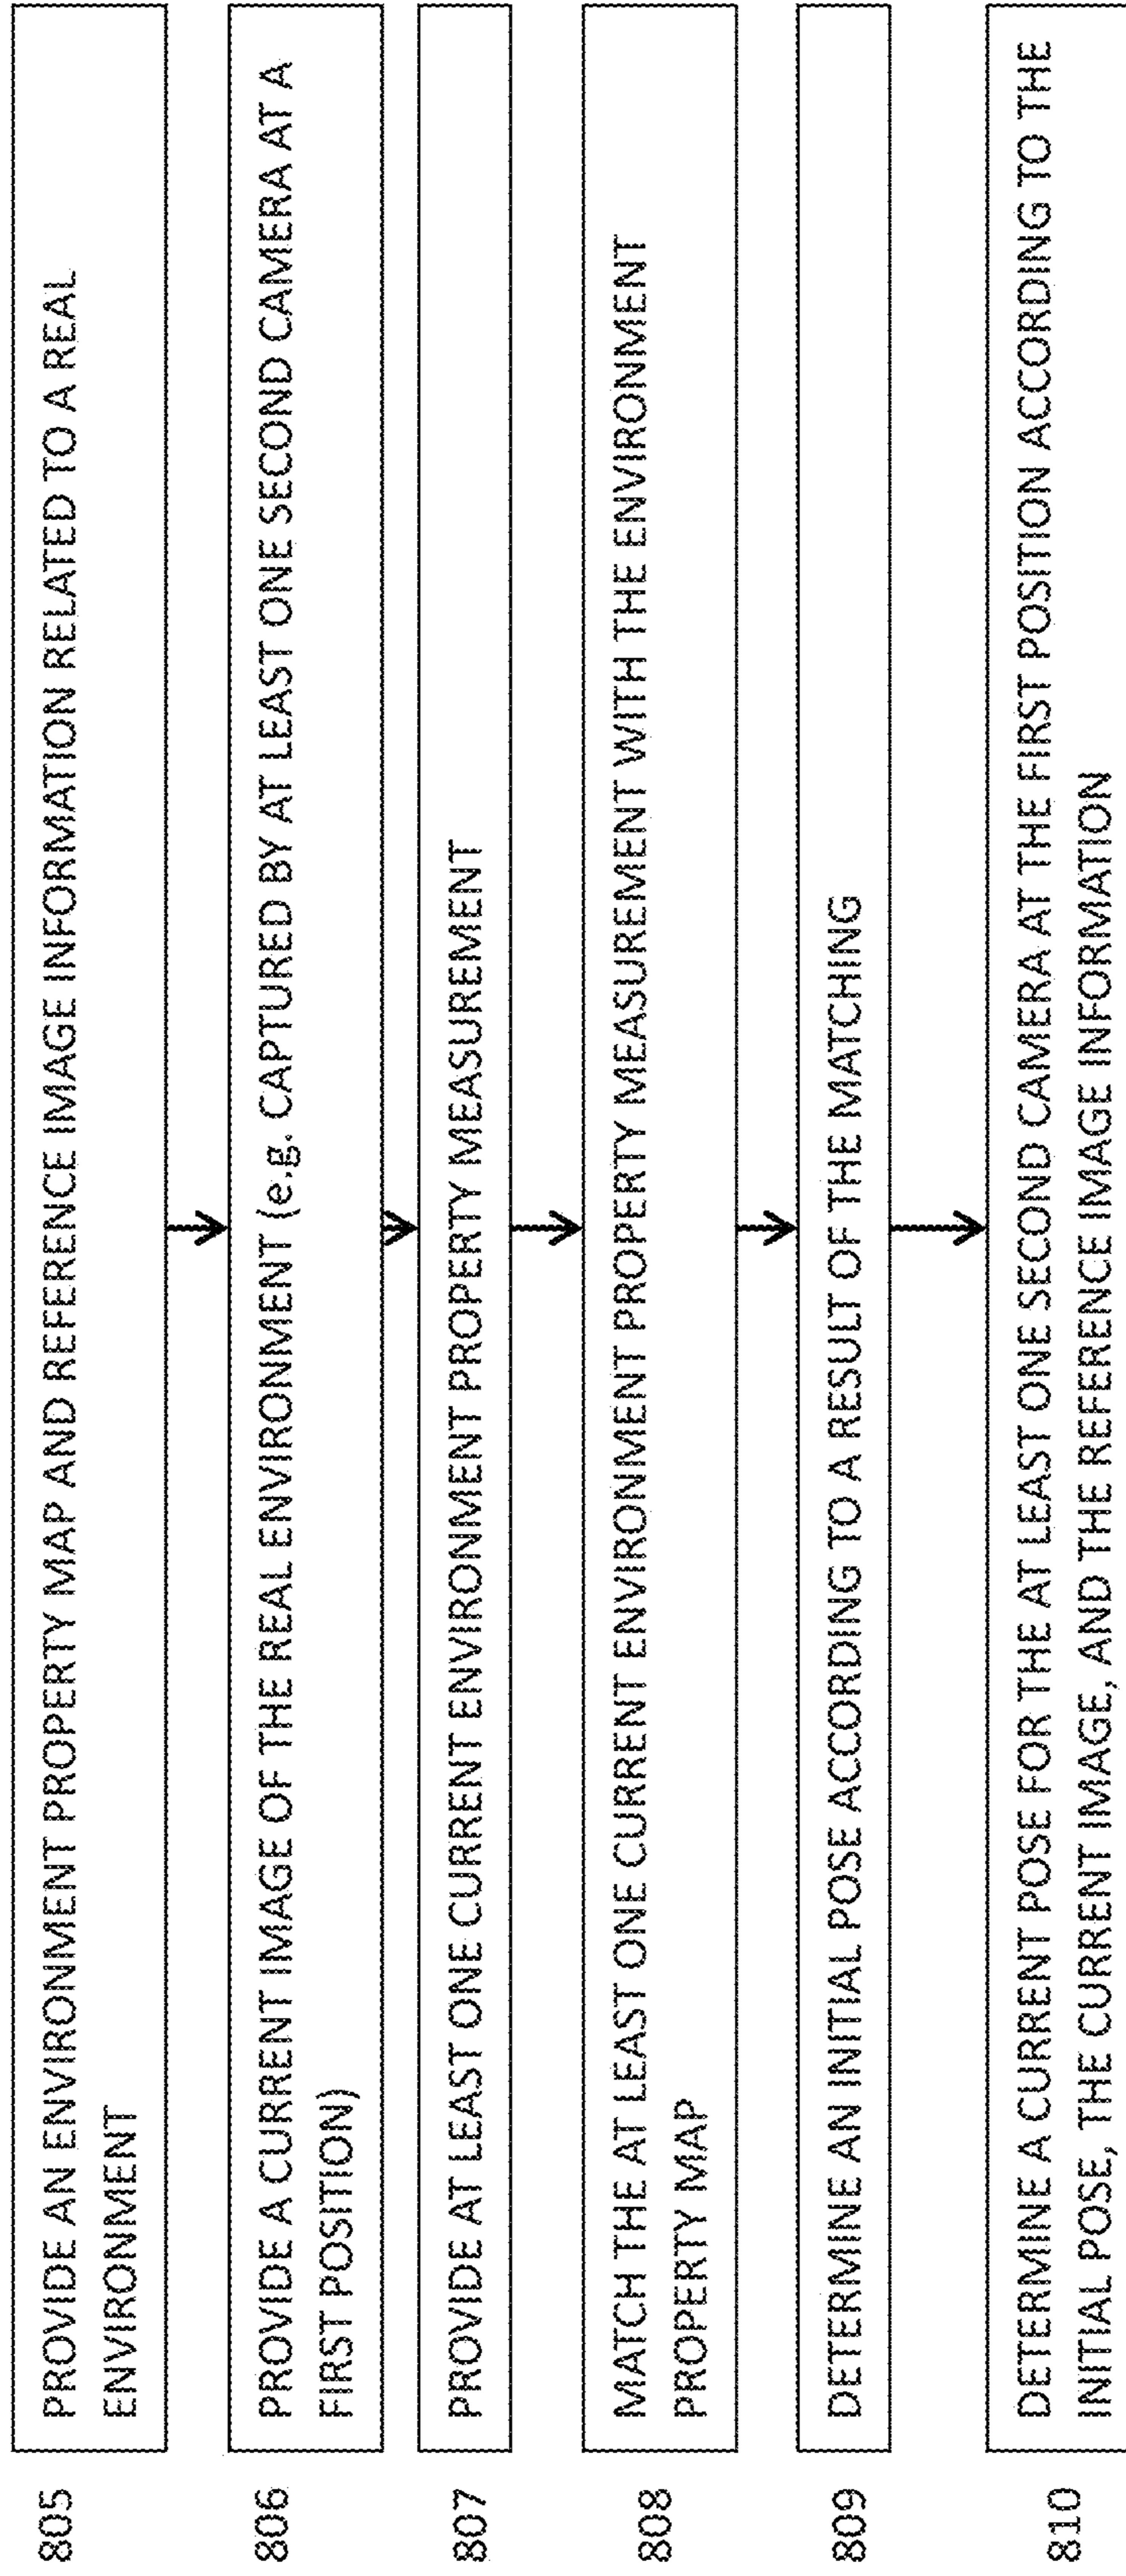 805 PROVIDE AN ENVIRONMENT PROPERTY MAP AND REFERENCE IMAGE INFORMATION RELATED TO A REAL
ENVIRONMENT
806 PROVIDE A CURRENT IMAGE OF THE REAL ENVIRONMENT (e.g. CAPTURED BY AT LEAST ONE SECOND CAMERA AT A
FIRST POSITION)
807 PROVIDE AT LEAST ONE CURRENT ENVIRONMENT PROPERTY MEASUREMENT
808 MATCH THE AT LEAST ONE CURRENT ENVIRONMENT PROPERTY MEASUREMENT WITH THE ENVIRONMENT
PROPERTY MAP
809 DETERMINE AN INITIAL POSE ACCORDING TO A RESULT OF THE MATCHING
810 DETERMINE A CURRENT POSE FOR THE AT LEAST ONE SECOND CAMERA AT THE FIRST POSITION ACCORDING TO THE
INITIAL POSE, THE CURRENT IMAGE, AND THE REFERENCE IMAGE INFORMATION